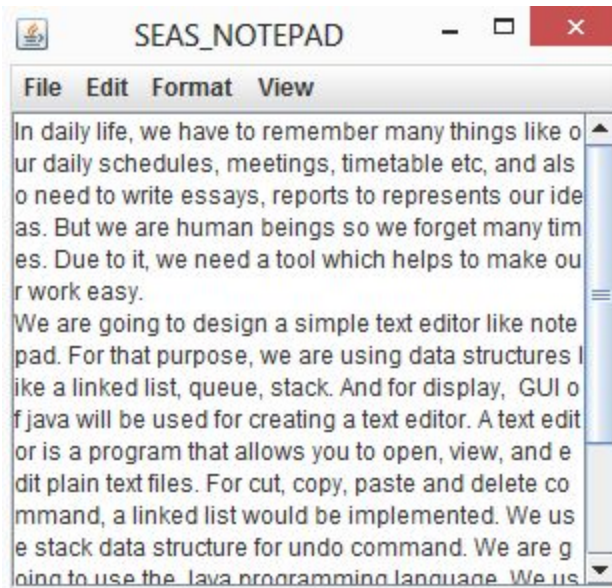 SEAS_NOTEPAD
File Edit Format View
In daily life, we have to remember many things like o
ur daily schedules, meetings, timetable etc, and als
o need to write essays, reports to represents our ide
as. But we are human beings so we forget many tim
es. Due to it, we need a tool which helps to make ou
r work easy.
We are going to design a simple text editor like note
pad. For that purpose, we are using data structures l
ike a linked list, queue, stack. And for display,  GUI o
f java will be used for creating a text editor. A text edit
or is a program that allows you to open, view, and e
dit plain text files. For cut, copy, paste and delete co
mmand, a linked list would be implemented. We us
e stack data structure for undo command. We are g
oing to use the Java programming language. We us